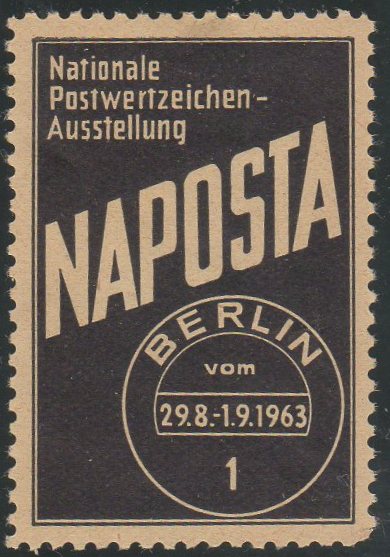 Nationale
Postwertzeichen-
Ausstellung
NAPOSTA
BERLIN
vom
29.8.-1.9.1963
1